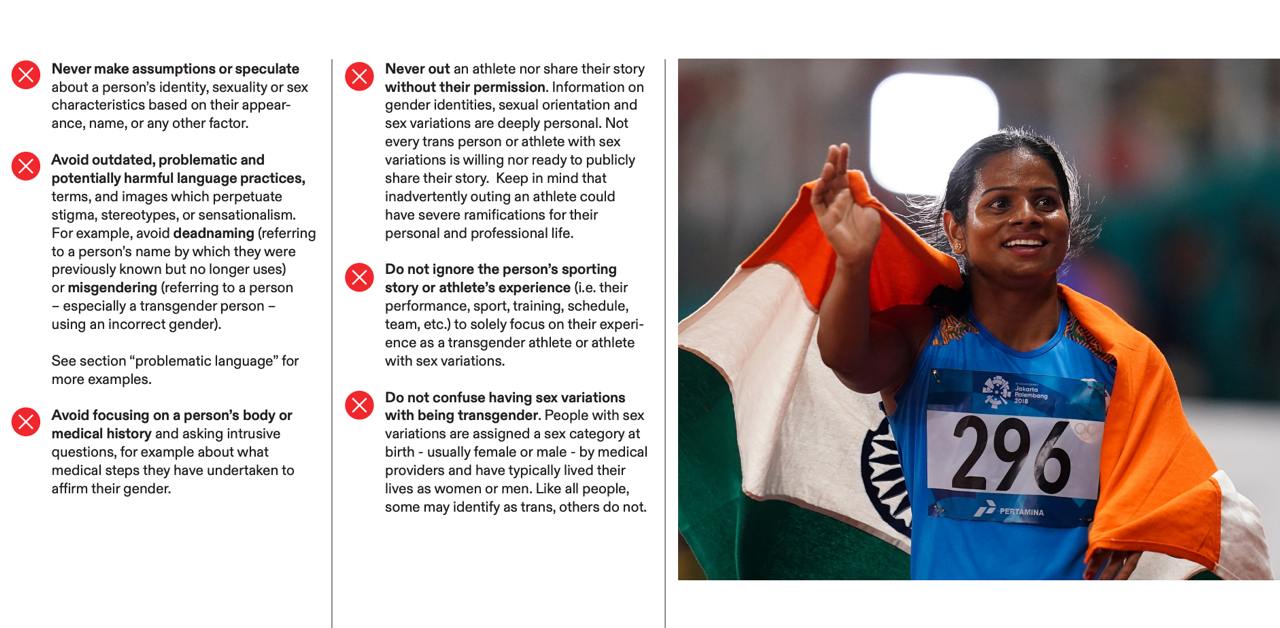 Never make assumptions or speculate
about a person's identity, sexuality or sex
characteristics based on their appear-
ance, name, or any other factor.
Avoid outdated, problematic and
potentially harmful language practices,
terms, and images which perpetuate
stigma, stereotypes, or sensationalism.
For example, avoid deadnaming (referring
to a person's name by which they were
previously known but no longer uses)
or misgendering (referring to a person
– especially a transgender person –
using an incorrect gender).
See section “problematic language” for
more examples.
Avoid focusing on a person's body or
medical history and asking intrusive
questions, for example about what
medical steps they have undertaken to
affirm their gender.
Never out an athlete nor share their story
without their permission. Information on
gender identities, sexual orientation and
sex variations are deeply personal. Not
every trans person or athlete with sex
variations is willing nor ready to publicly
share their story.  Keep in mind that
inadvertently outing an athlete could
have severe ramifications for their
personal and professional life.
Do not ignore the person's sporting
story or athlete's experience (i.e. their
performance, sport, training, schedule,
team, etc.) to solely focus on their experi-
ence as a transgender athlete or athlete
with sex variations.
Do not confuse having sex variations
with being transgender. People with sex
variations are assigned a sex category at
birth - usually female or male - by medical
providers and have typically lived their
lives as women or men. Like all people,
some may identify as trans, others do not.
Jakarta
Palembang
2018
296
PERTAMINA